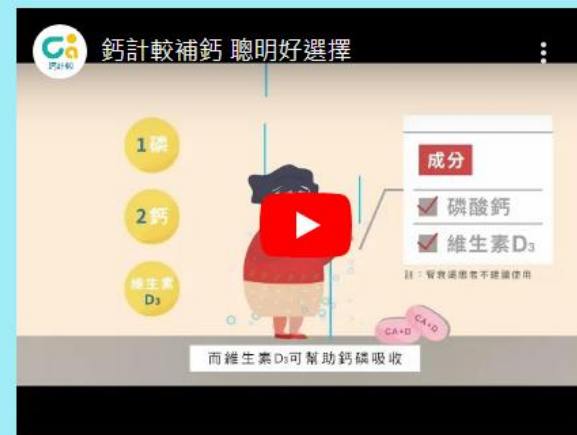 鈣計較補鈣 聰明好選擇
鈣計較
1磷
2鈣
維生素
D3
成分
磷酸鈣
維生素D3
註：腎衰竭患者不建議使用
CA+D
CA+D
而維生素D3可幫助鈣磷吸收